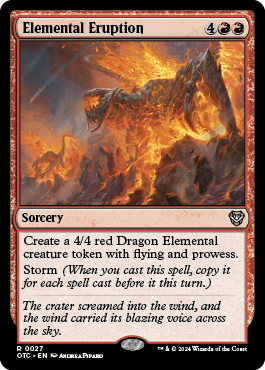 Elemental Eruption 4
Sorcery
Create a 4/4 red Dragon Elemental
creature token with flying and prowess.
Storm (When you cast this spell, copy it
for each spell cast before it this turn.)
The crater screamed into the wind, and
the wind carried its blazing voice across
the sky.
R 0027
OTC • EN Andrea Piparo
™ & © 2024 Wizards of the Coast